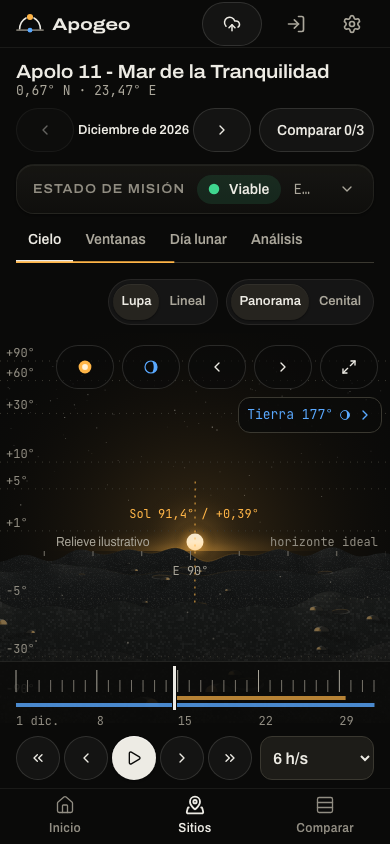 Apogeo
Apolo 11 - Mar de la Tranquilidad
0,67° N · 23,47° E
Diciembre de 2026
Comparar 0/3
ESTADO DE MISIÓN
Viable
E…
Cielo
Ventanas
Día lunar
Análisis
Lupa
Lineal
Panorama
Cenital
+90°
+60°
+30°
Tierra 177°
+10°
+5°
Sol 91,4° / +0,39°
+1°
Relieve ilustrativo
horizonte ideal
E 90°
-5°
-30°
1 dic.
8
15
22
29
6 h/s
Inicio
Sitios
Comparar